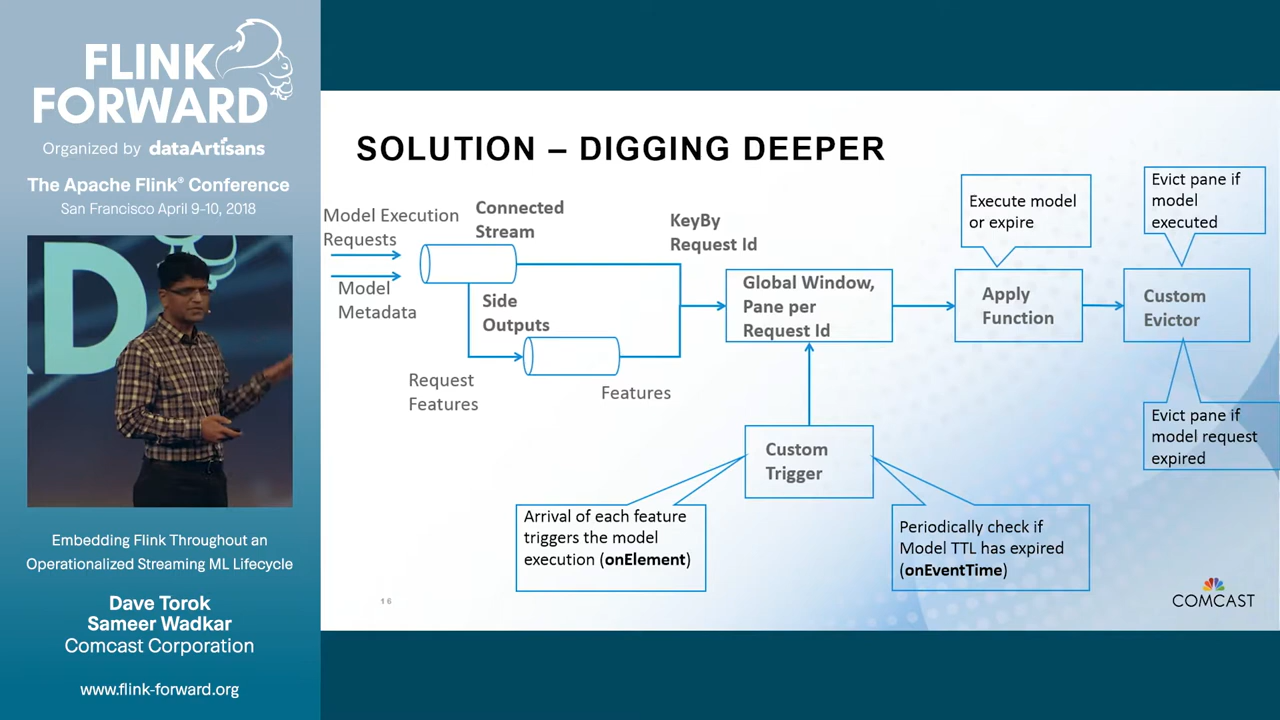 FLINK
FORWARD
Organized by dataArtisans
The Apache Flink® Conference
San Francisco April 9-10, 2018
D
Embedding Flink Throughout an
Operationalized Streaming ML Lifecycle
Dave Torok
Sameer Wadkar
Comcast Corporation
www.flink-forward.org
SOLUTION – DIGGING DEEPER
Model Execution
Requests
Model
Metadata
Connected
Stream
Side
Outputs
Request
Features
Features
KeyBy
Request Id
Global Window,
Pane per
Request Id
Execute model
or expire
Apply
Function
Evict pane if
model
executed
Custom
Evictor
Evict pane if
model request
expired
Custom
Trigger
Arrival of each feature
triggers the model
execution (onElement)
Periodically check if
Model TTL has expired
(onEventTime)
16
COMCAST